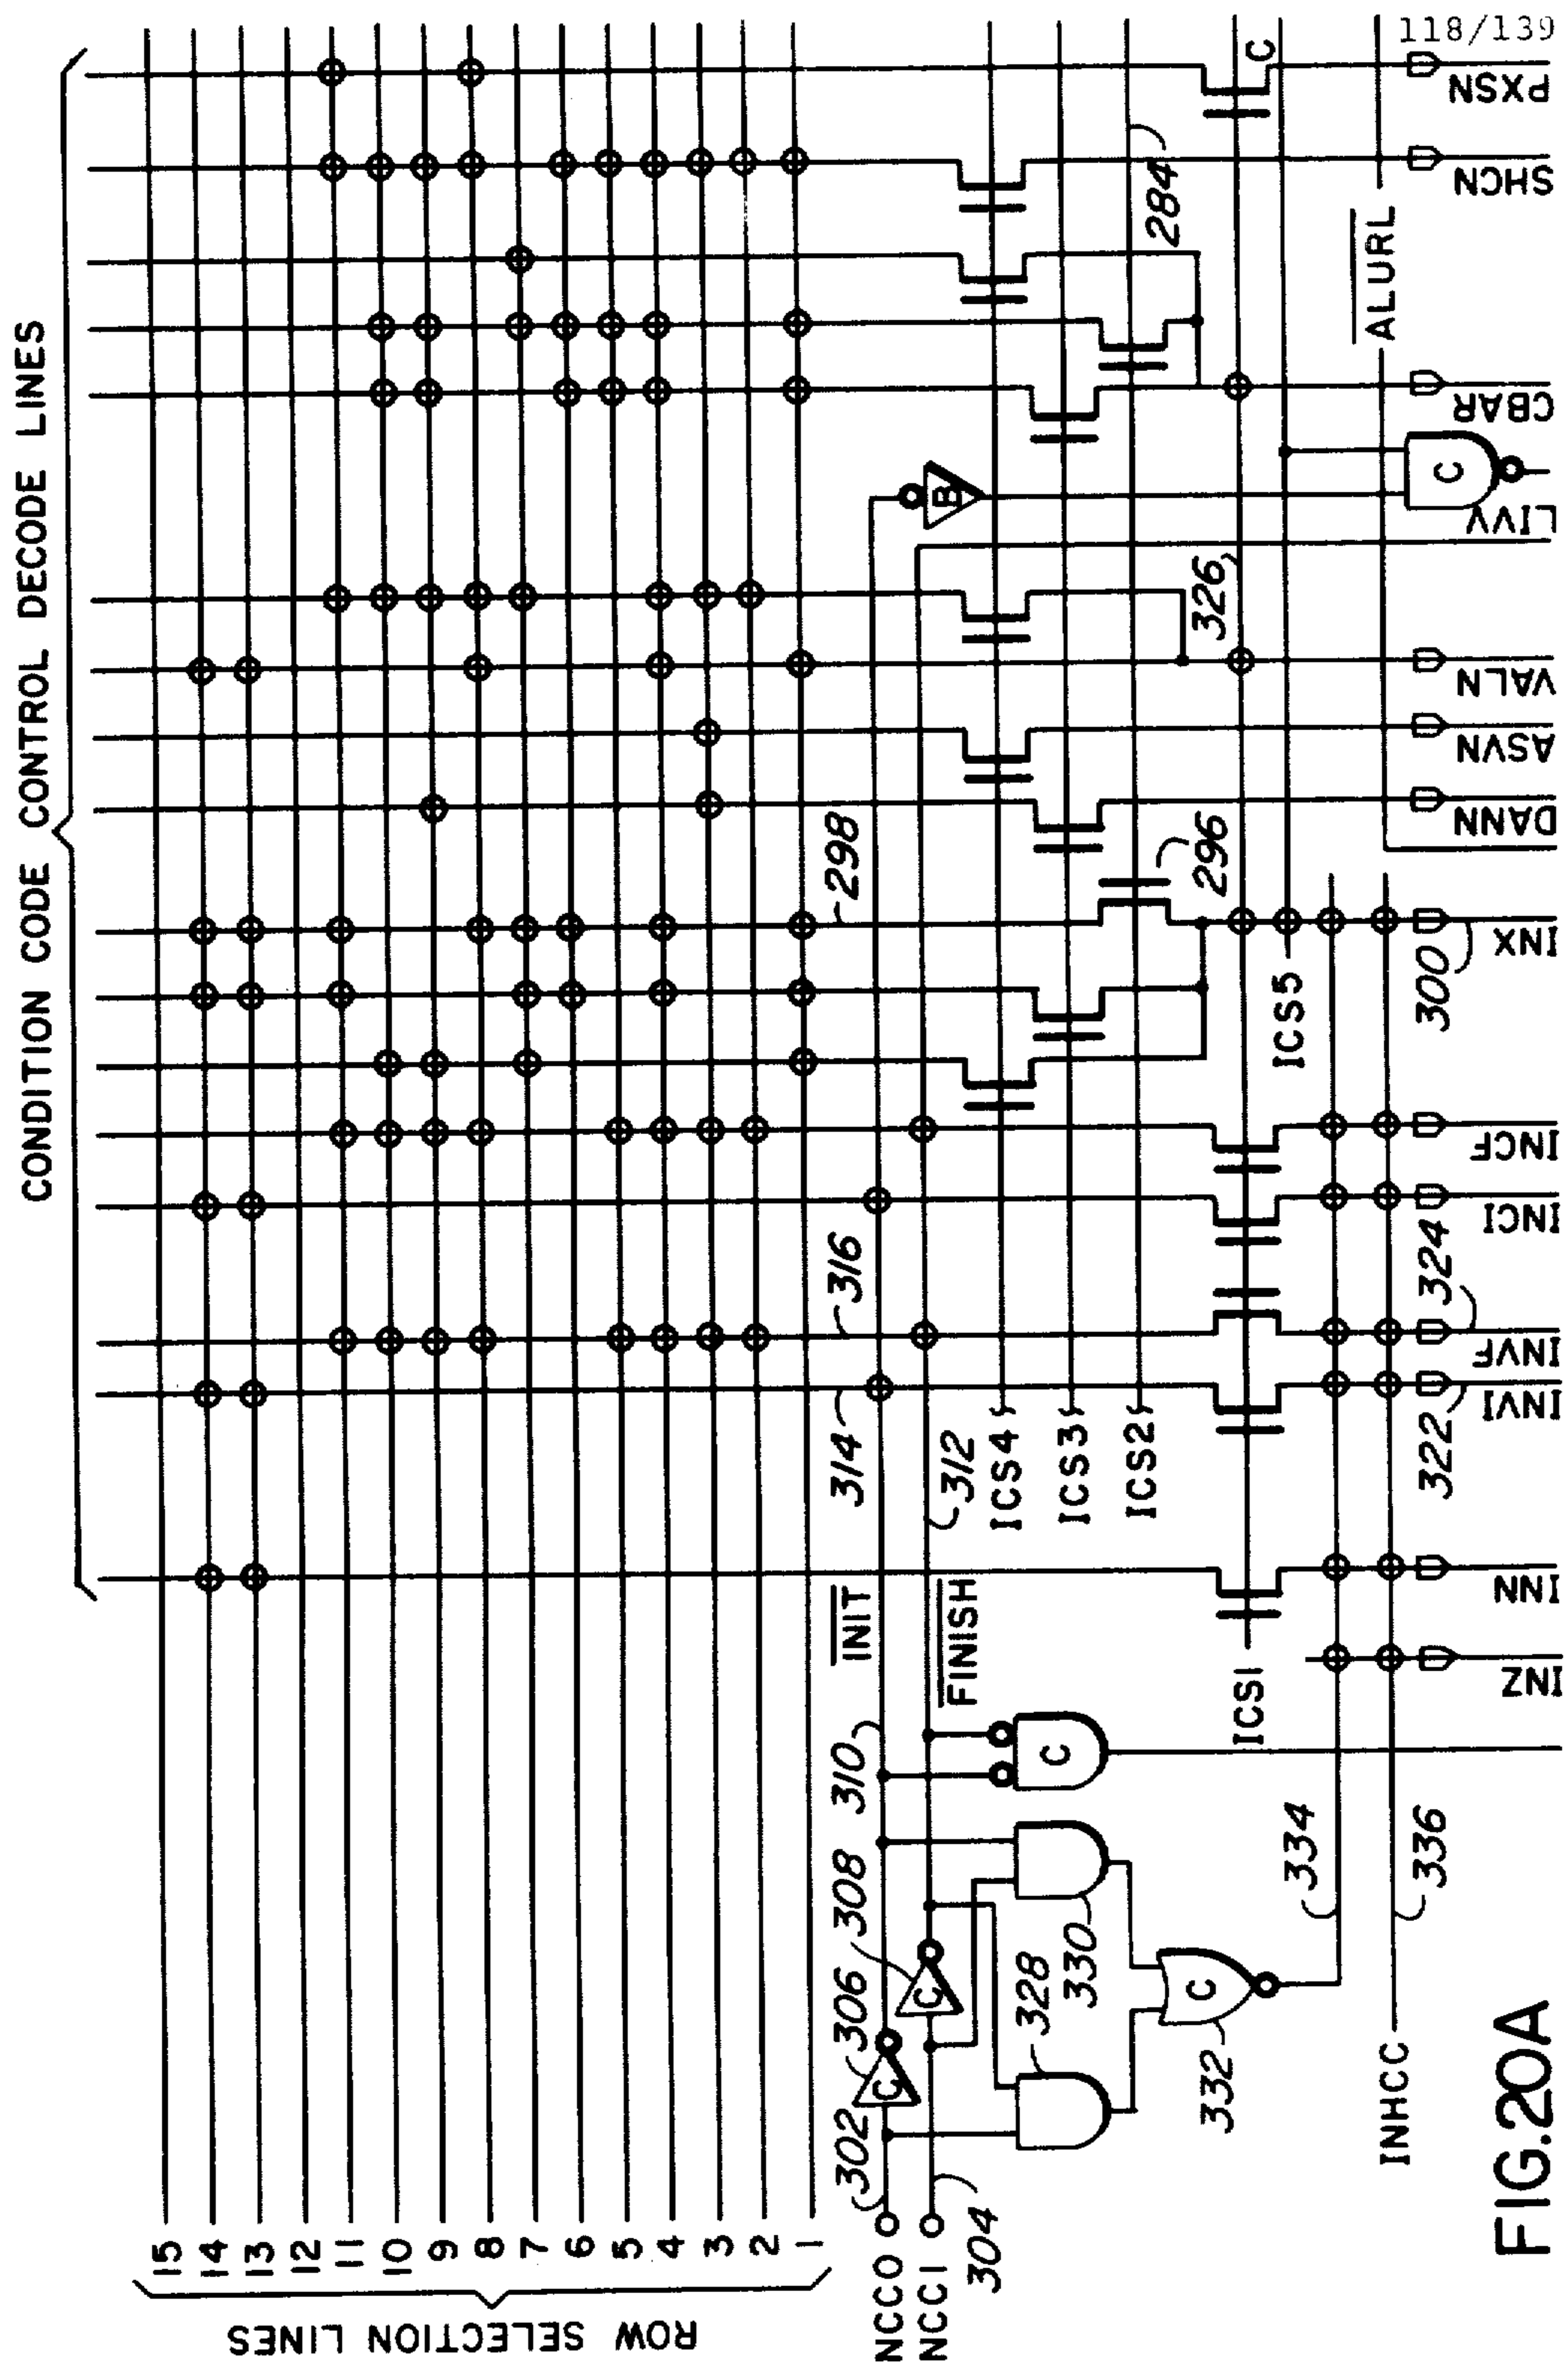 118/139
CONDITION CODE CONTROL DECODE LINES
ROW SELECTION LINES
15
14
13
12
11
10
9
8
7
6
5
4
3
2
1
NCC0
NCC1
302
304
306
308
310
312
314
316
298
296
284
326
INIT
FINISH
ICS4
ICS3
ICS2
ICS1
ICS5
ALURL
C
C
C
C
C
C
B
328
330
332
334
336
322
324
300
INHCC
INZ
INN
INVI
INVF
INCI
INCF
INX
DANN
ASVN
VALN
LIVV
CBAR
SHCN
PXSN
FIG.20A